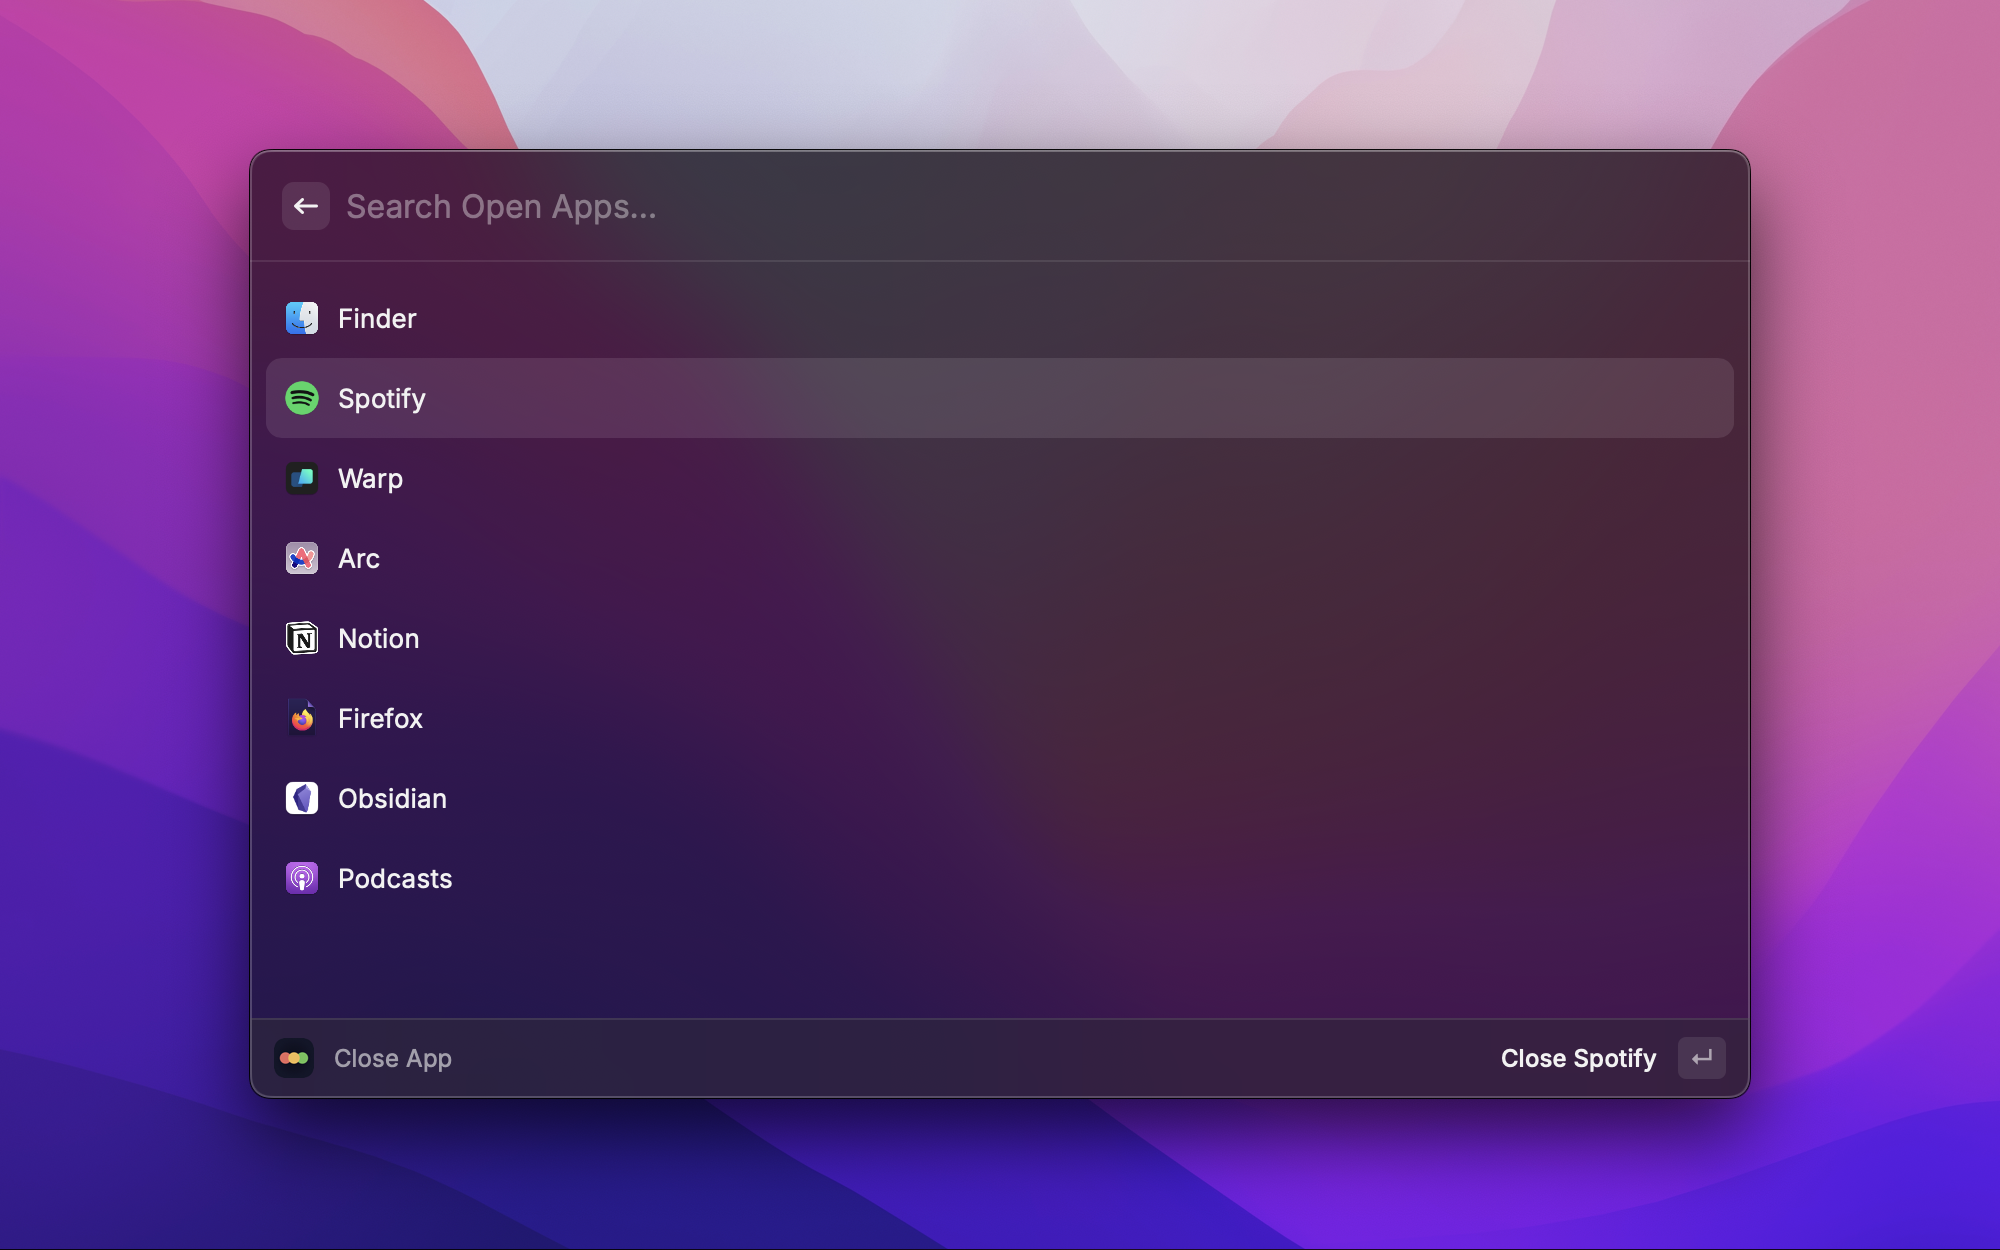 Search Open Apps...
Finder
Spotify
Warp
Arc
Notion
Firefox
Obsidian
Podcasts
Close App
Close Spotify